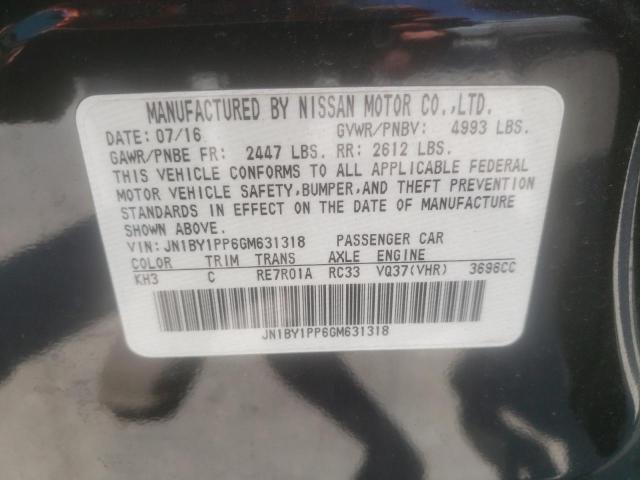 MANUFACTURED BY NISSAN MOTOR CO.,LTD.
DATE: 07/16 GVWR/PNBV: 4993 LBS.
GAWR/PNBE FR: 2447 LBS. RR: 2612 LBS.
THIS VEHICLE CONFORMS TO ALL APPLICABLE FEDERAL
MOTOR VEHICLE SAFETY,BUMPER,AND THEFT PREVENTION
STANDARDS IN EFFECT ON THE DATE OF MANUFACTURE
SHOWN ABOVE.
VIN: JN1BY1PP6GM631318 PASSENGER CAR
COLOR TRIM TRANS AXLE ENGINE
KH3 C RE7R01A RC33 VQ37(VHR) 3696CC
JN1BY1PP6GM631318